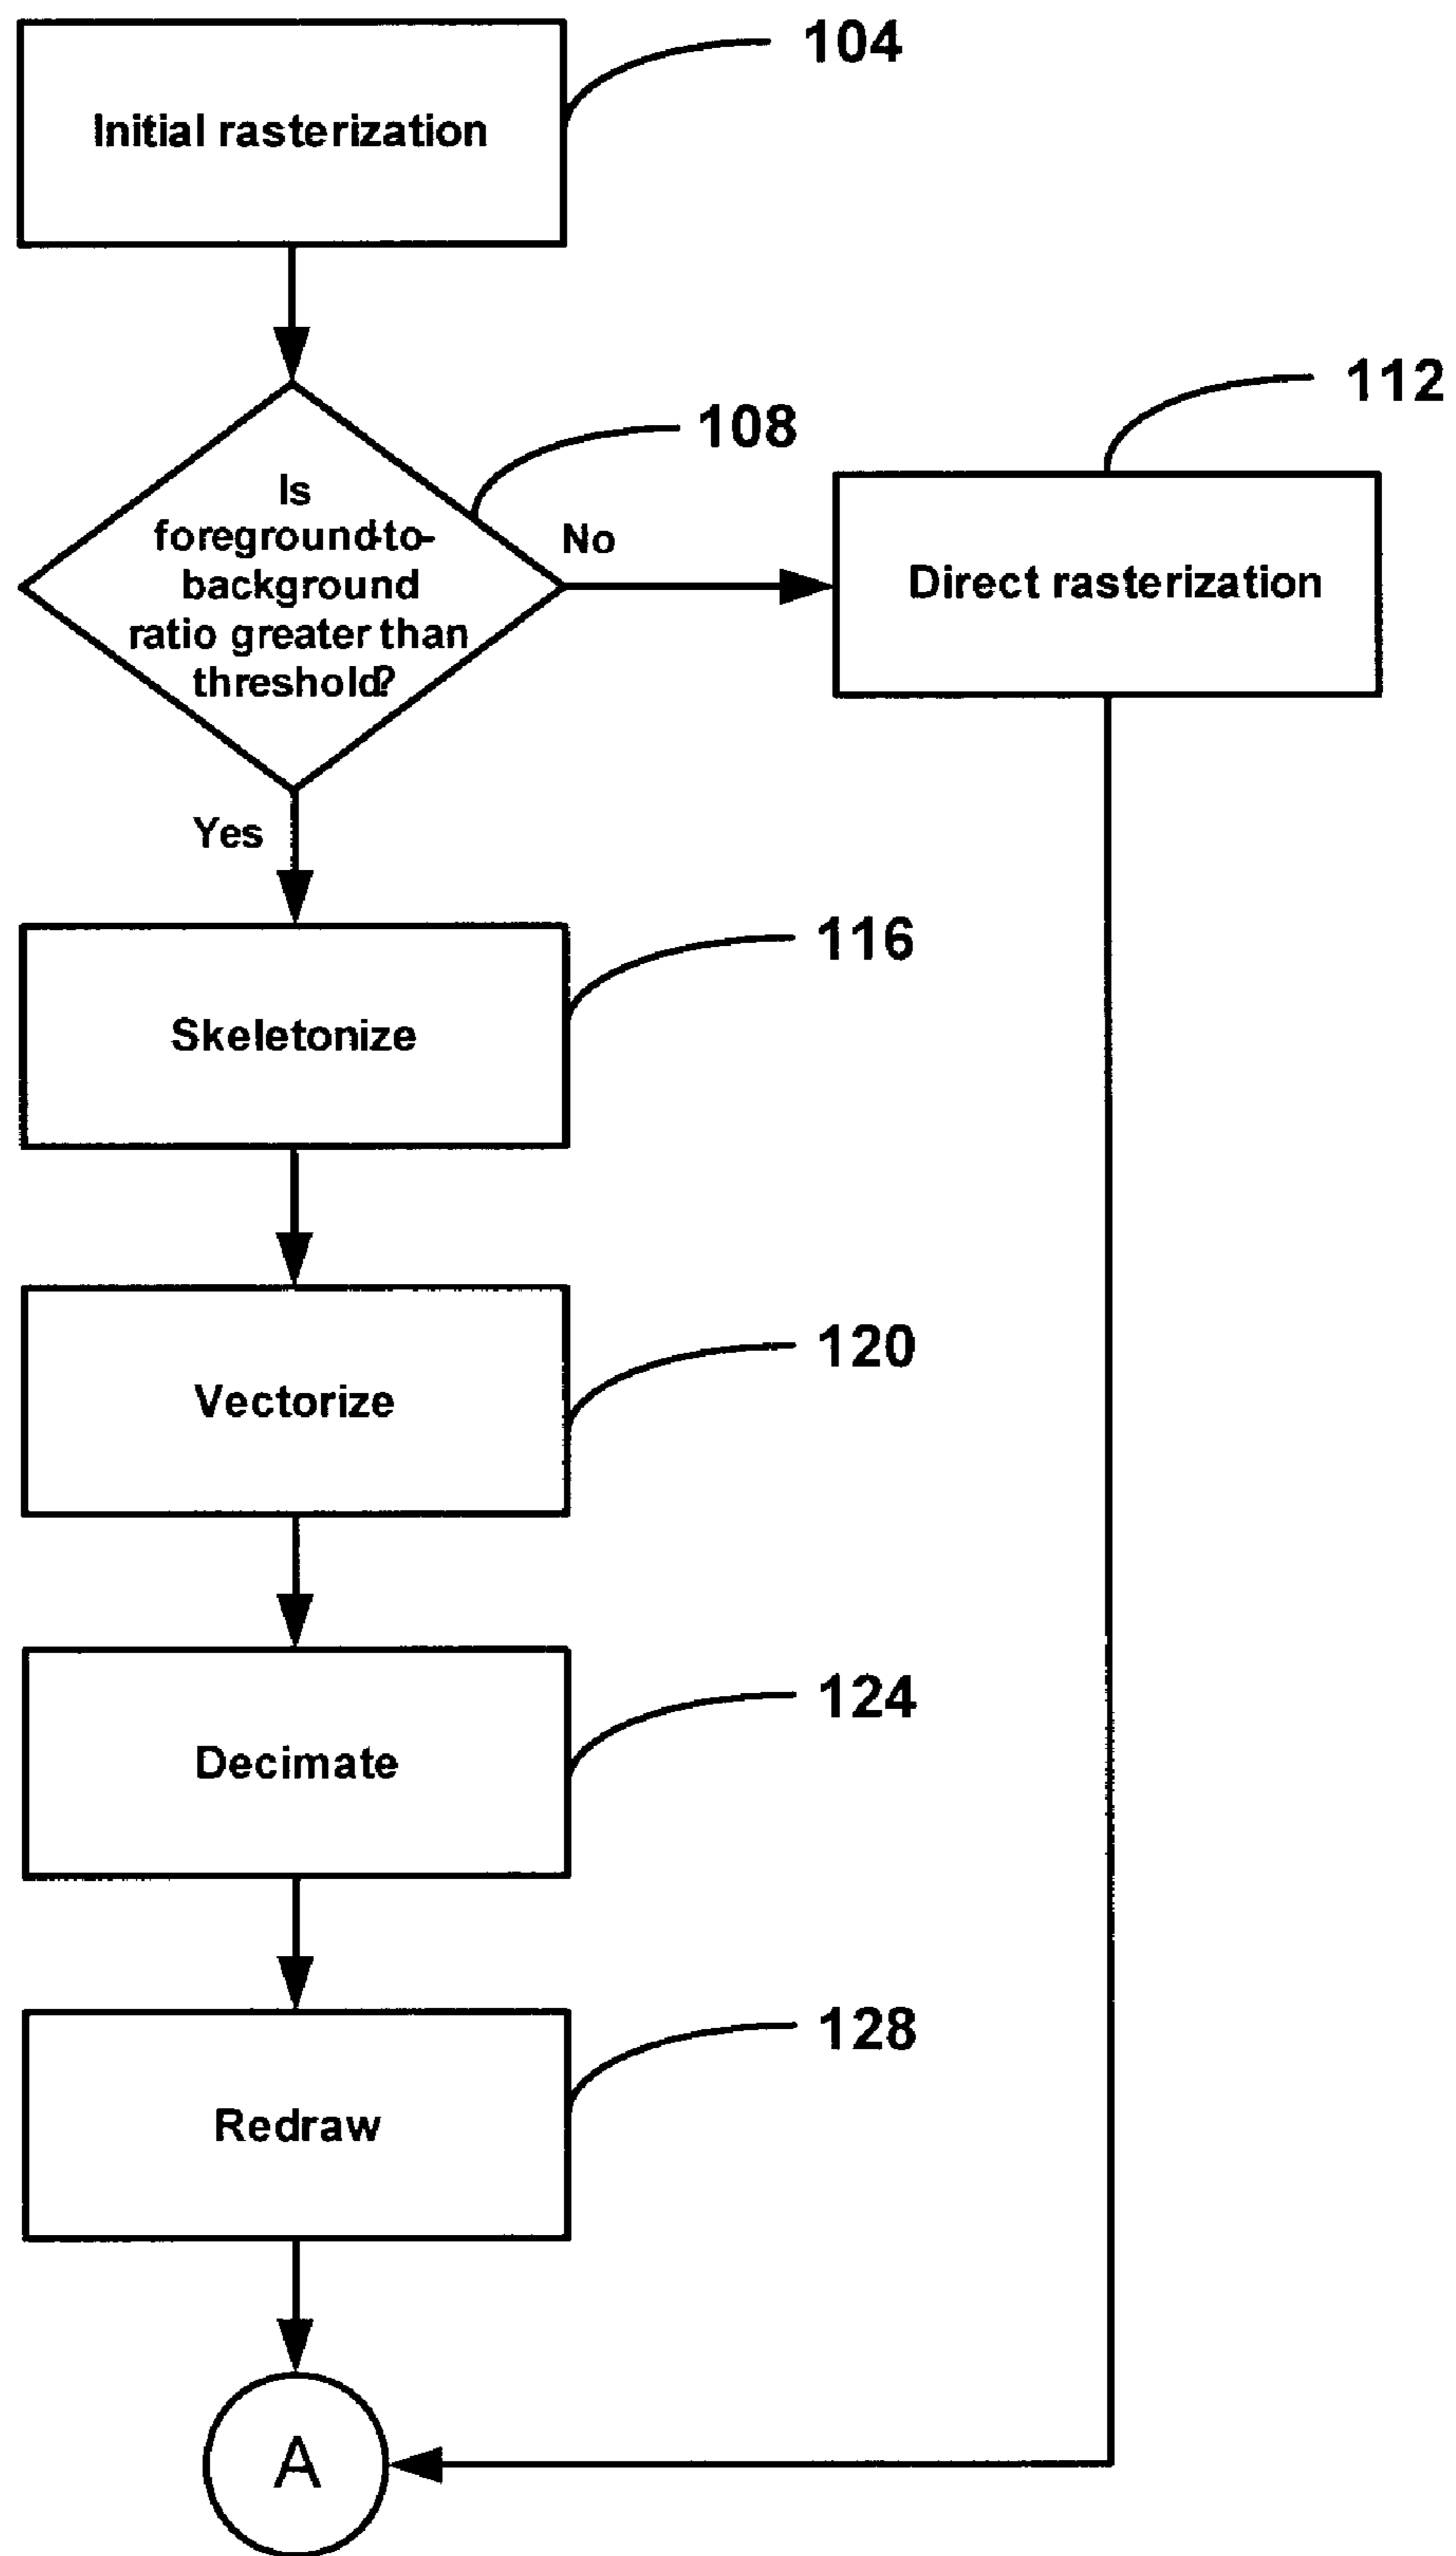 104
Initial rasterization
112
108
Is
foreground-to-
background
ratio greater than
threshold?
No
Direct rasterization
Yes
116
Skeletonize
120
Vectorize
124
Decimate
128
Redraw
A